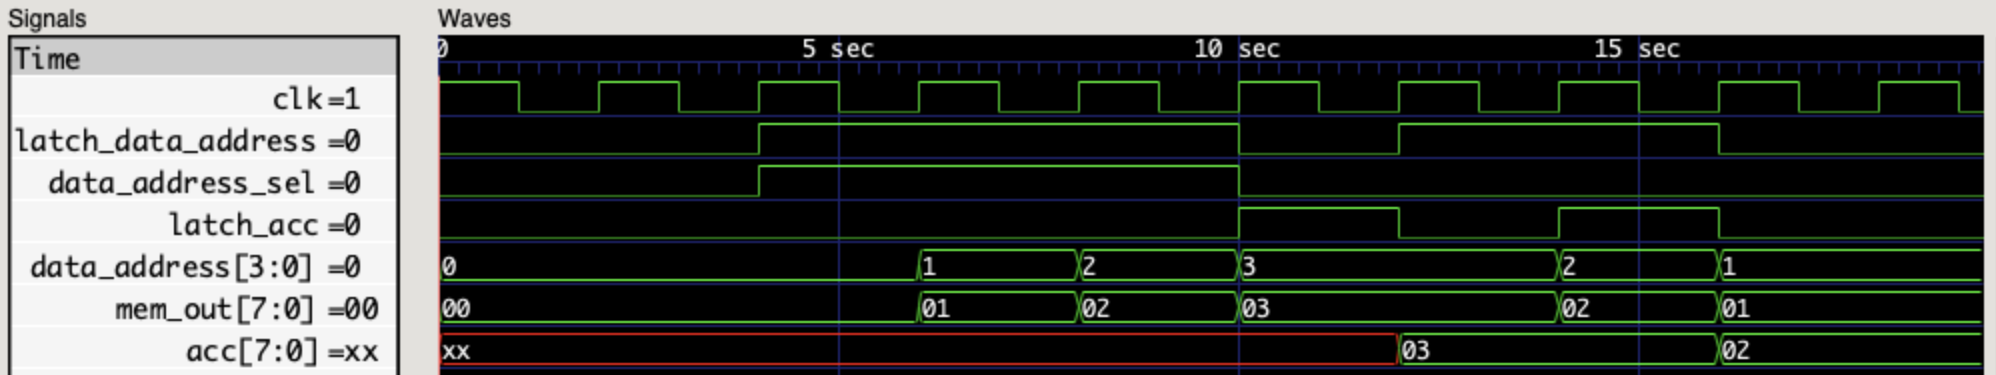 Signals Waves
Time 0 5 sec 10 sec 15 sec
clk=1
latch_data_address =0
data_address_sel =0
latch_acc =0
data_address[3:0] =0 0 1 2 3 2 1
mem_out[7:0] =00 00 01 02 03 02 01
acc[7:0] =xx xx 03 02